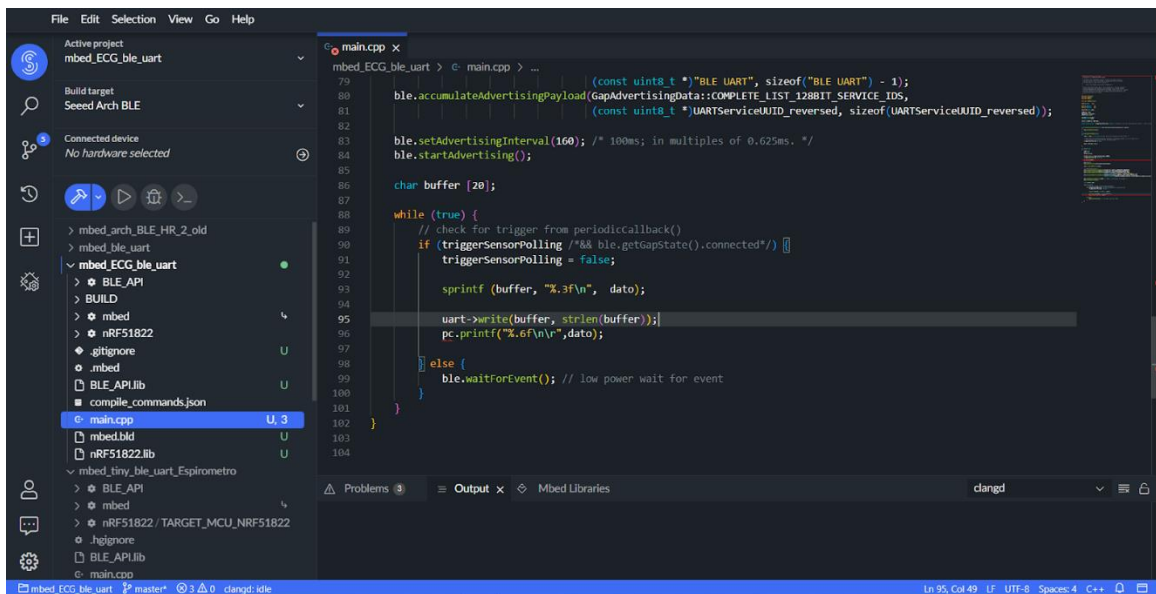 File Edit Selection View Go Help
Active project
mbed_ECG_ble_uart
Build target
Seeed Arch BLE
Connected device
No hardware selected
5
> mbed_arch_BLE_HR_2_old
> mbed_ble_uart
mbed_ECG_ble_uart
> BLE_API
> BUILD
> mbed
> nRF51822
.gitignore U
.mbed
BLE_API.lib U
compile_commands.json
main.cpp U, 3
mbed.bld U
nRF51822.lib U
mbed_tiny_ble_uart_Espirometro
> BLE_API
> mbed
> nRF51822 / TARGET_MCU_NRF51822
.hgignore
BLE_API.lib
main.cpp
main.cpp ×
mbed_ECG_ble_uart > main.cpp > ...
79 (const uint8_t *)"BLE UART", sizeof("BLE UART") - 1);
80 ble.accumulateAdvertisingPayload(GapAdvertisingData::COMPLETE_LIST_128BIT_SERVICE_IDS,
81 (const uint8_t *)UARTServiceUUID_reversed, sizeof(UARTServiceUUID_reversed));
82
83 ble.setAdvertisingInterval(160); /* 100ms; in multiples of 0.625ms. */
84 ble.startAdvertising();
85
86 char buffer [20];
87
88 while (true) {
89 // check for trigger from periodicCallback()
90 if (triggerSensorPolling /*&& ble.getGapState().connected*/) {
91 triggerSensorPolling = false;
92
93 sprintf (buffer, "%.3f\n", dato);
94
95 uart->write(buffer, strlen(buffer));
96 pc.printf("%.6f\n\r",dato);
97
98 } else {
99 ble.waitForEvent(); // low power wait for event
100 }
101 }
102 }
103
104
Problems 3 Output × Mbed Libraries clangd
mbed_ECG_ble_uart master* 3 0 clangd: idle Ln 95, Col 49 LF UTF-8 Spaces: 4 C++